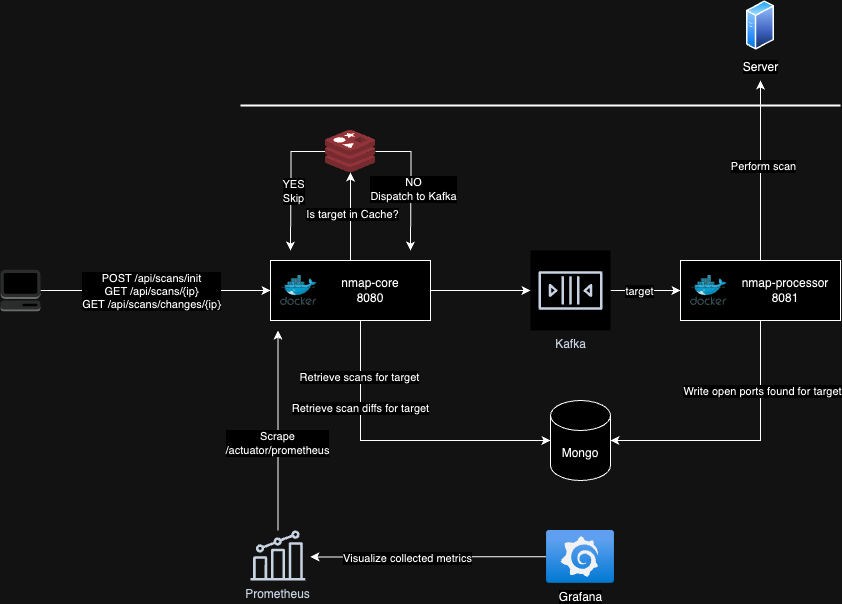 Server
Perform scan
YES
Skip
NO
Dispatch to Kafka
Is target in Cache?
POST /api/scans/init
GET /api/scans/{ip}
GET /api/scans/changes/{ip}
docker
nmap-core
8080
Kafka
target
docker
nmap-processor
8081
Retrieve scans for target
Retrieve scan diffs for target
Write open ports found for target
Mongo
Scrape
/actuator/prometheus
Prometheus
Visualize collected metrics
Grafana